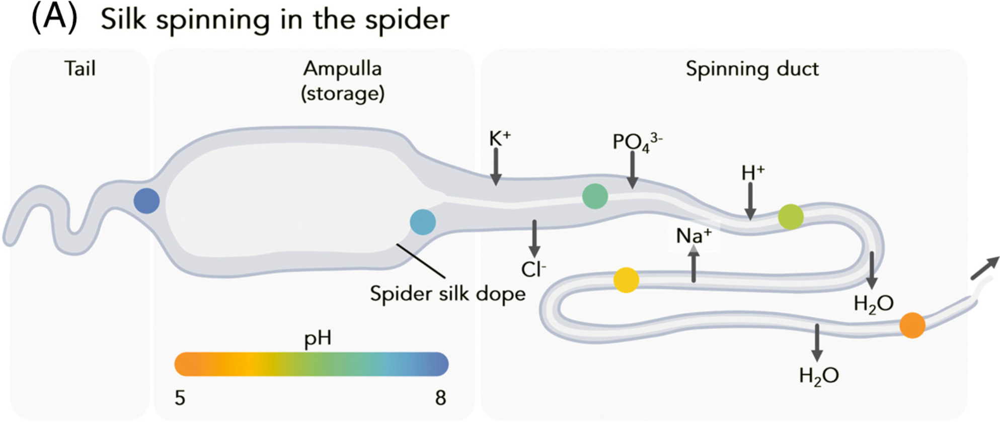 (A) Silk spinning in the spider
Tail
Ampulla
(storage)
Spinning duct
K⁺
PO₄³⁻
H⁺
Na⁺
Cl⁻
Spider silk dope
H₂O
pH
H₂O
5
8